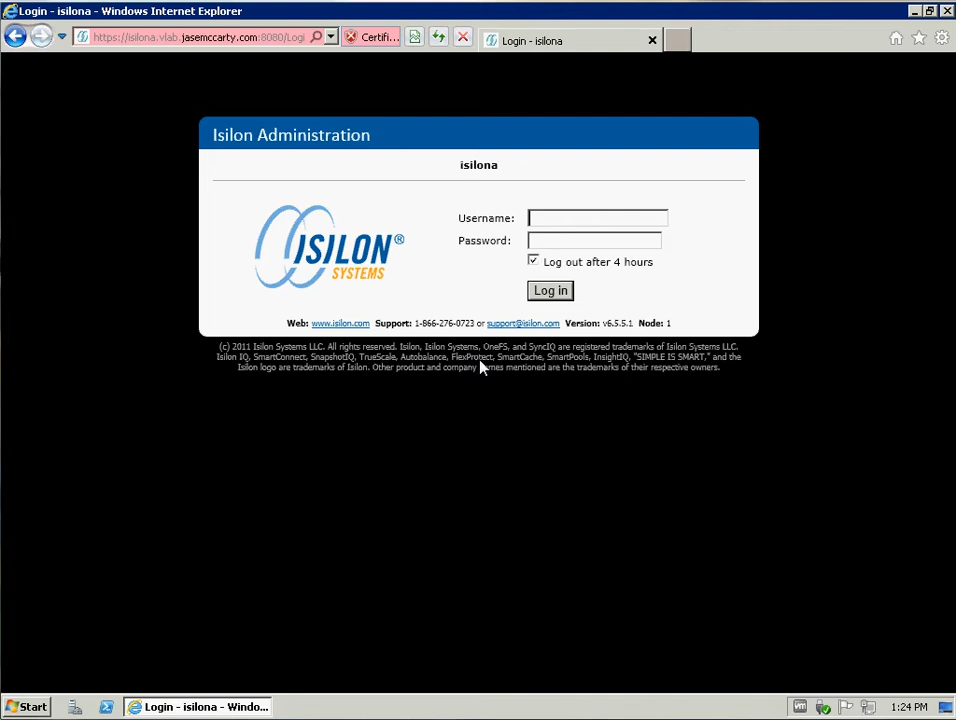 Login - isilona - Windows Internet Explorer
https://isilona.vlab.jasemccarty.com:8080/Logi
Certifi...
Login - isilona
Isilon Administration
isilona
ISILON®
SYSTEMS
Username:
Password:
Log out after 4 hours
Log in
Web: www.isilon.com Support: 1-866-276-0723 or support@isilon.com Version: v6.5.5.1 Node: 1
(c) 2011 Isilon Systems LLC. All rights reserved. Isilon, Isilon Systems, OneFS, and SyncIQ are registered trademarks of Isilon Systems LLC.
Isilon IQ, SmartConnect, SnapshotIQ, TrueScale, Autobalance, FlexProtect, SmartCache, SmartPools, InsightIQ, "SIMPLE IS SMART," and the
Isilon logo are trademarks of Isilon. Other product and company mes mentioned are the trademarks of their respective owners.
Start
Login - isilona - Windo...
vm
1:24 PM